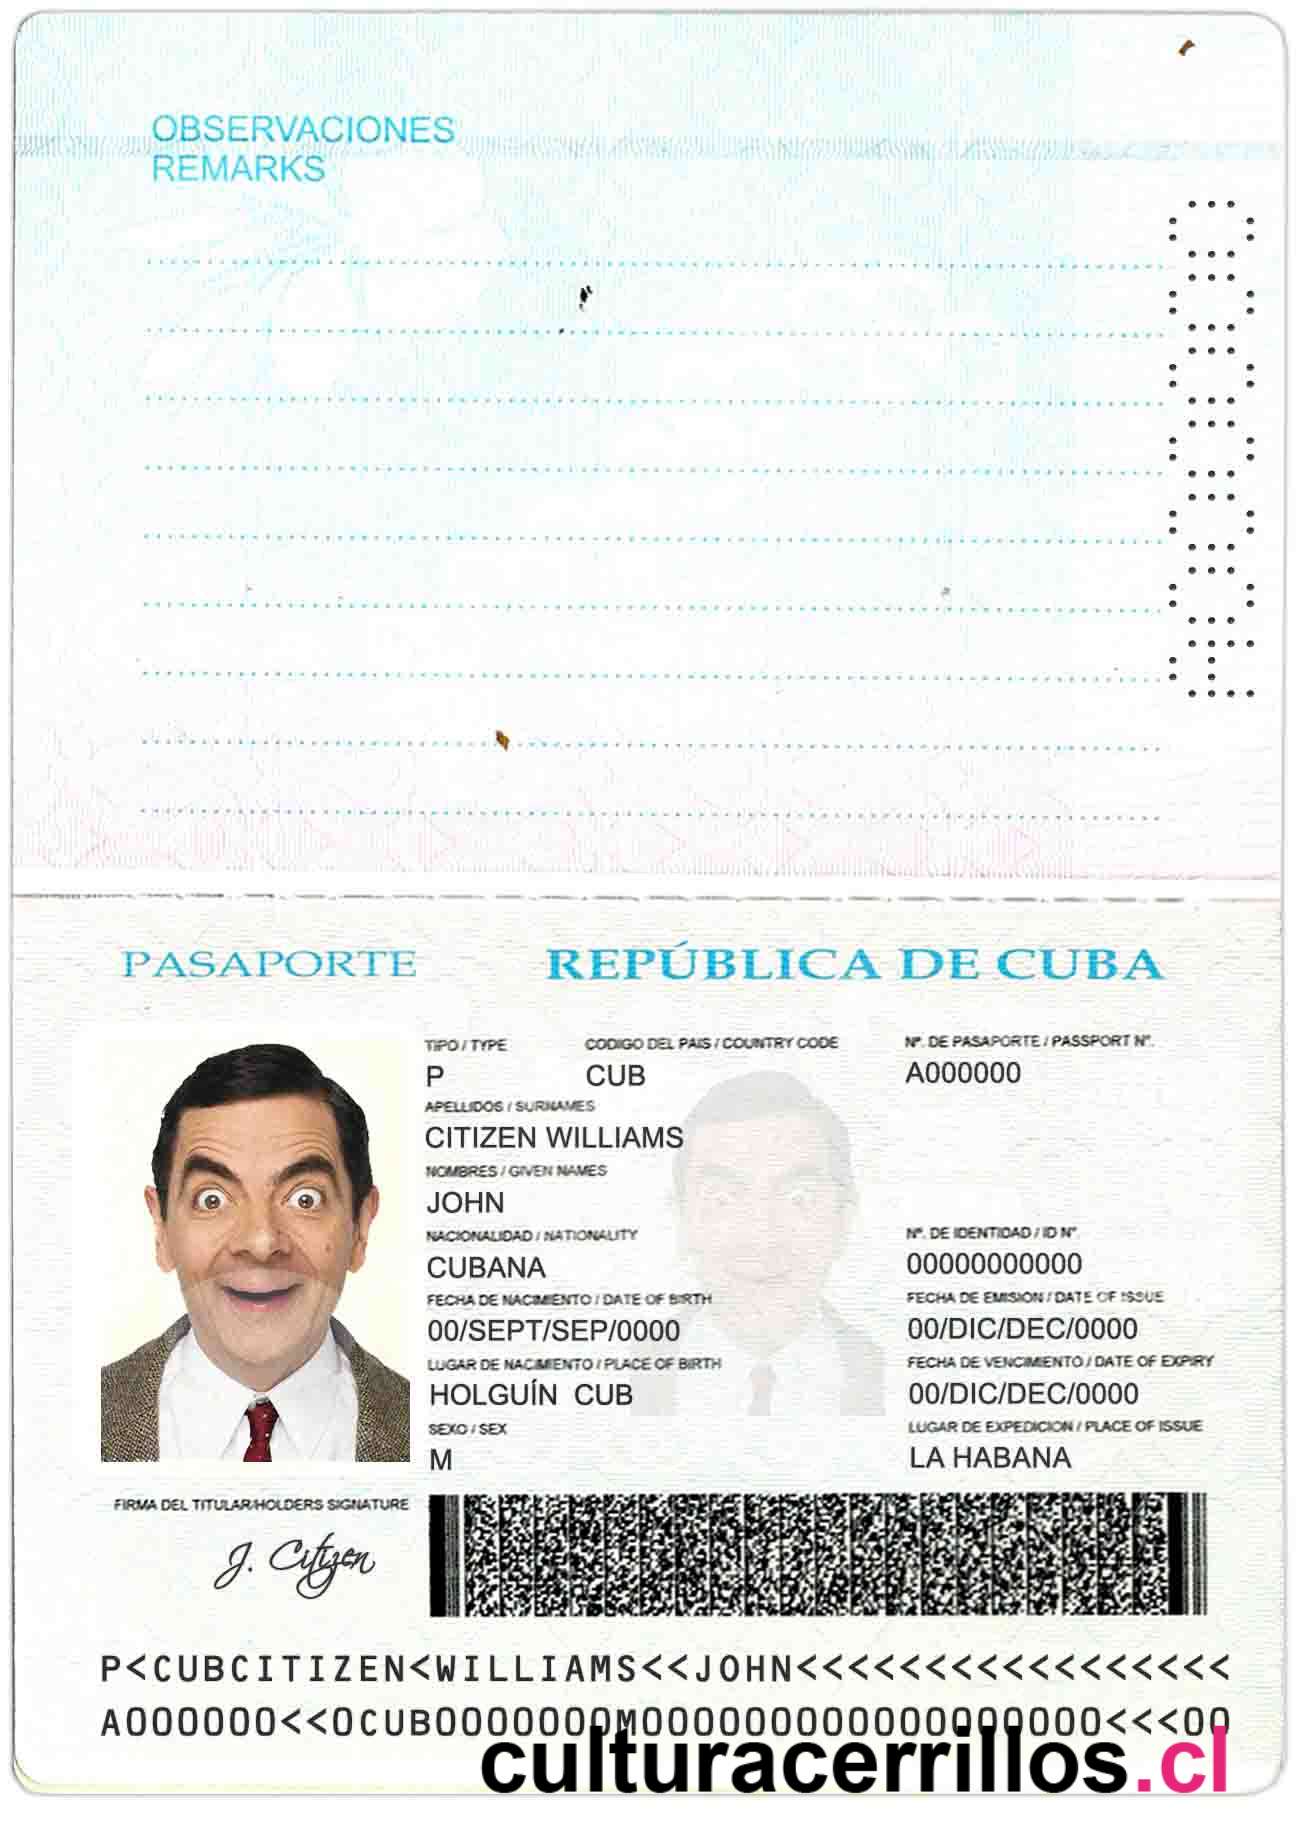 OBSERVACIONES
REMARKS
PASAPORTE REPÚBLICA DE CUBA
TIPO / TYPE CODIGO DEL PAIS / COUNTRY CODE Nº. DE PASAPORTE / PASSPORT Nº.
P CUB A000000
APELLIDOS / SURNAMES
CITIZEN WILLIAMS
NOMBRES / GIVEN NAMES
JOHN
NACIONALIDAD / NATIONALITY Nº. DE IDENTIDAD / ID Nº.
CUBANA 00000000000
FECHA DE NACIMIENTO / DATE OF BIRTH FECHA DE EMISION / DATE OF ISSUE
00/SEPT/SEP/0000 00/DIC/DEC/0000
LUGAR DE NACIMIENTO / PLACE OF BIRTH FECHA DE VENCIMIENTO / DATE OF EXPIRY
HOLGUÍN CUB 00/DIC/DEC/0000
SEXO / SEX LUGAR DE EXPEDICION / PLACE OF ISSUE
M LA HABANA
FIRMA DEL TITULAR/HOLDERS SIGNATURE
J. Citizen
P<CUBCITIZEN<WILLIAMS<<JOHN<<<<<<<<<<<<<<<<<
A000000<<0CUB0000000M000000000000000000<<<00
culturacerrillos.cl